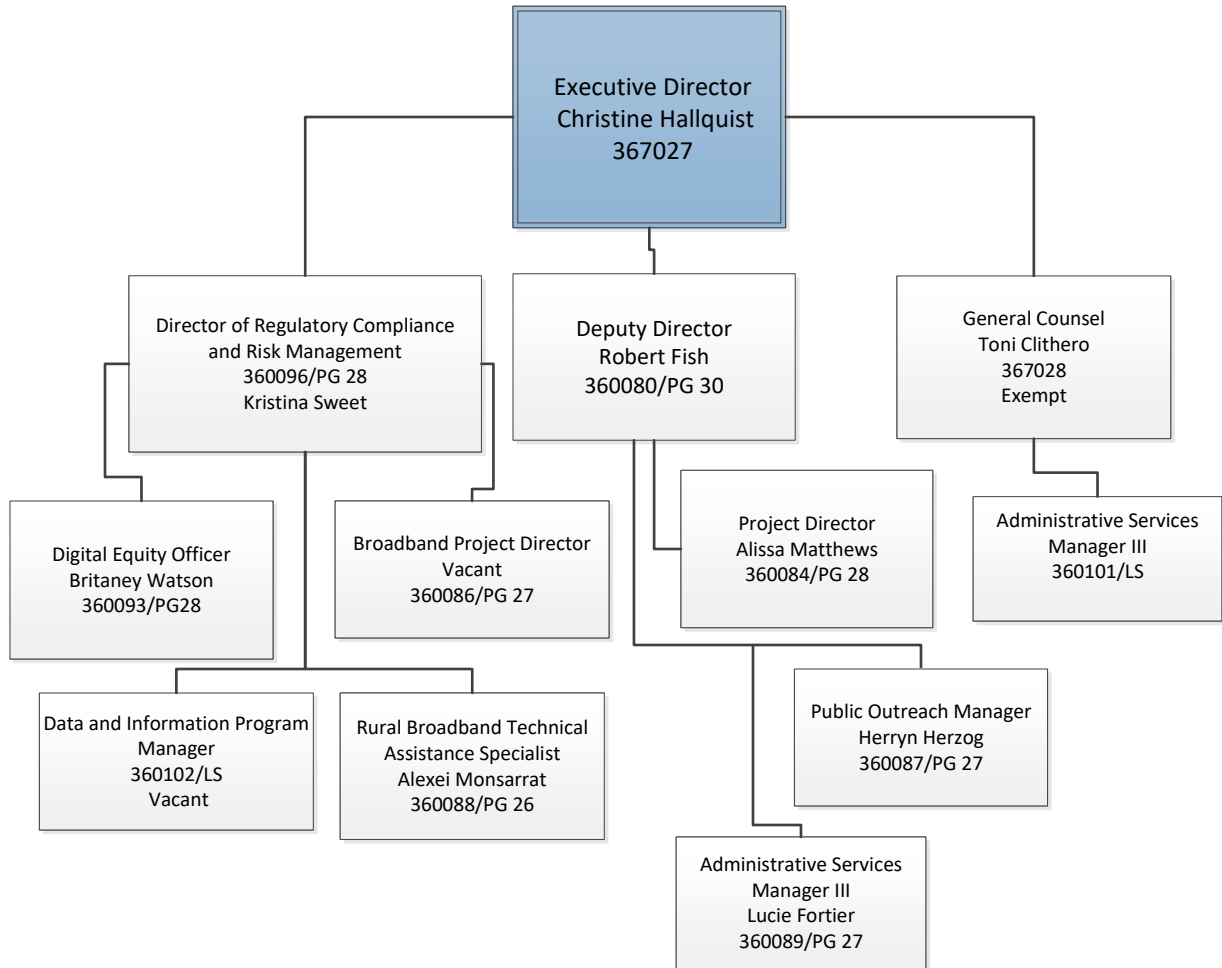 Executive Director
Christine Hallquist
367027
Director of Regulatory Compliance
and Risk Management
360096/PG 28
Kristina Sweet
Deputy Director
Robert Fish
360080/PG 30
General Counsel
Toni Clithero
367028
Exempt
Digital Equity Officer
Britaney Watson
360093/PG28
Broadband Project Director
Vacant
360086/PG 27
Project Director
Alissa Matthews
360084/PG 28
Administrative Services
Manager III
360101/LS
Data and Information Program
Manager
360102/LS
Vacant
Rural Broadband Technical
Assistance Specialist
Alexei Monsarrat
360088/PG 26
Public Outreach Manager
Herryn Herzog
360087/PG 27
Administrative Services
Manager III
Lucie Fortier
360089/PG 27